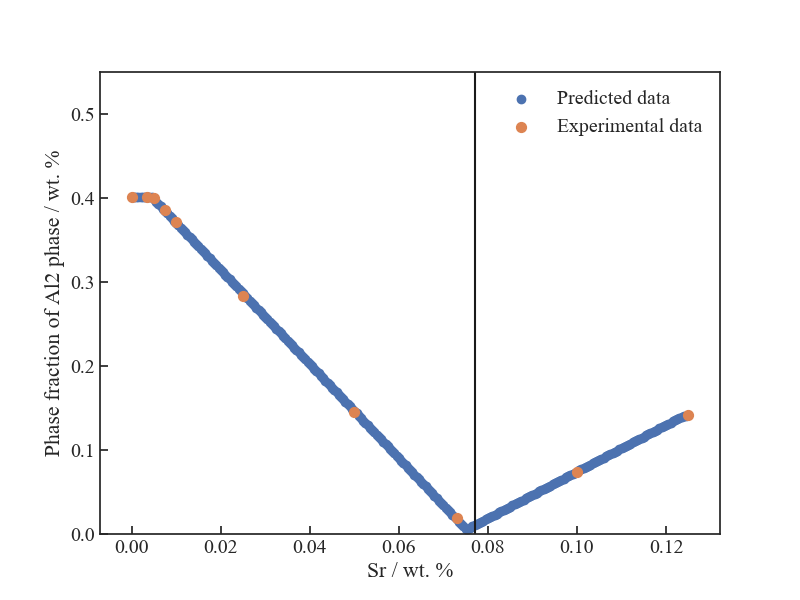 Predicted data
Experimental data
Phase fraction of Al2 phase / wt. %
0.5
0.4
0.3
0.2
0.1
0.0
0.00 0.02 0.04 0.06 0.08 0.10 0.12
Sr / wt. %